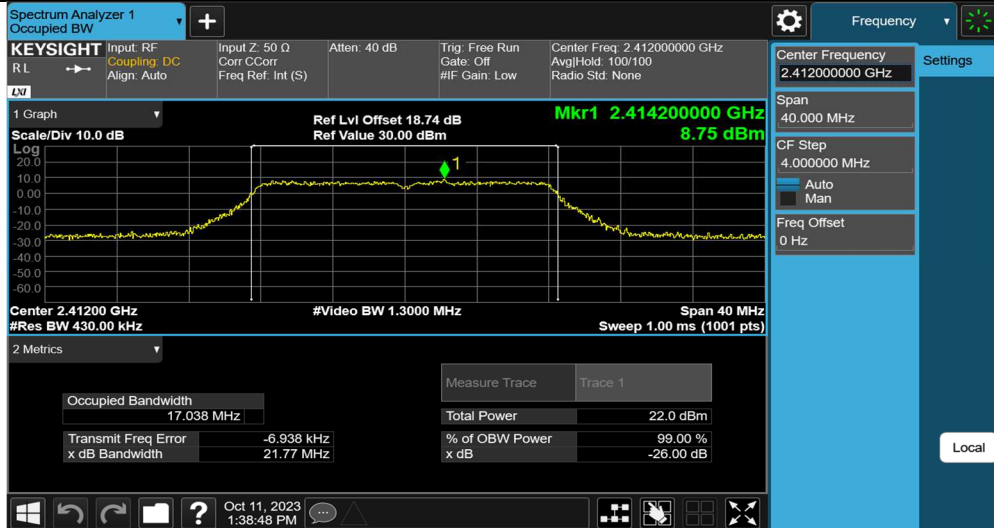 Spectrum Analyzer 1
Occupied BW
+
Frequency
KEYSIGHT
RL
LXI
Input: RF
Coupling: DC
Align: Auto
Input Z: 50 Ω
Corr CCorr
Freq Ref: Int (S)
Atten: 40 dB
Trig: Free Run
Gate: Off
#IF Gain: Low
Center Freq: 2.412000000 GHz
Avg|Hold: 100/100
Radio Std: None
1 Graph
Scale/Div 10.0 dB
Ref Lvl Offset 18.74 dB
Ref Value 30.00 dBm
Mkr1 2.414200000 GHz
8.75 dBm
Log
20.0
10.0
0.00
-10.0
-20.0
-30.0
-40.0
-50.0
-60.0
1
Center 2.41200 GHz
#Video BW 1.3000 MHz
Span 40 MHz
#Res BW 430.00 kHz
Sweep 1.00 ms (1001 pts)
2 Metrics
Measure Trace
Trace 1
Occupied Bandwidth
17.038 MHz
Total Power
22.0 dBm
Transmit Freq Error
-6.938 kHz
% of OBW Power
99.00 %
x dB Bandwidth
21.77 MHz
x dB
-26.00 dB
?
Oct 11, 2023
1:38:48 PM
Center Frequency
2.412000000 GHz
Settings
Span
40.000 MHz
CF Step
4.000000 MHz
Auto
Man
Freq Offset
0 Hz
Local